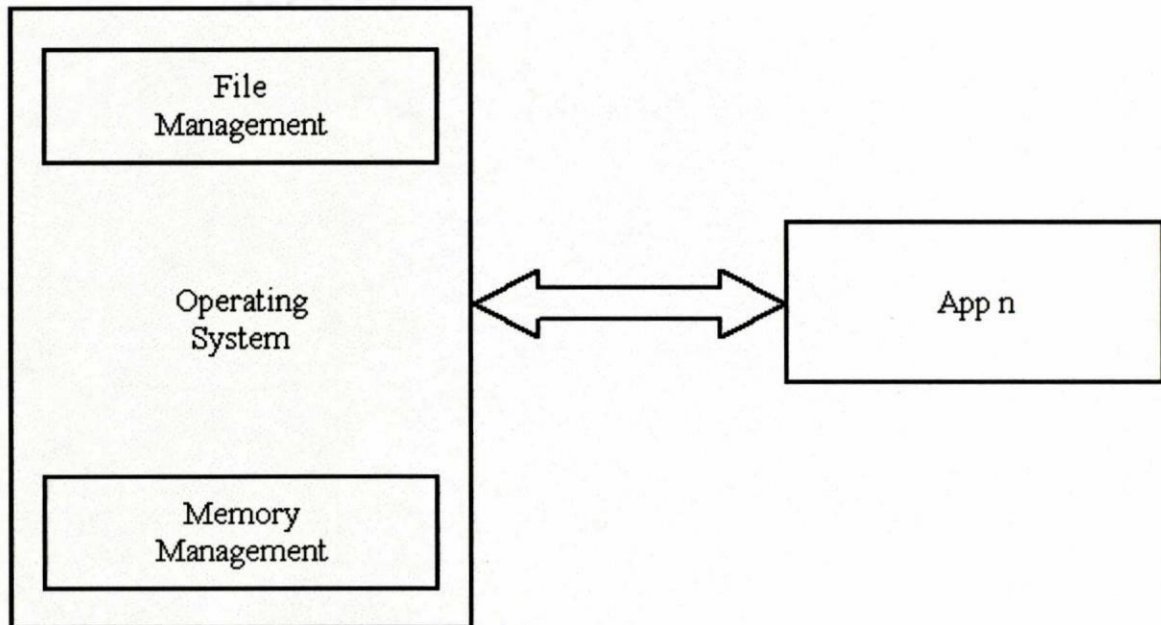 File
Management
Operating
System
App n
Memory
Management